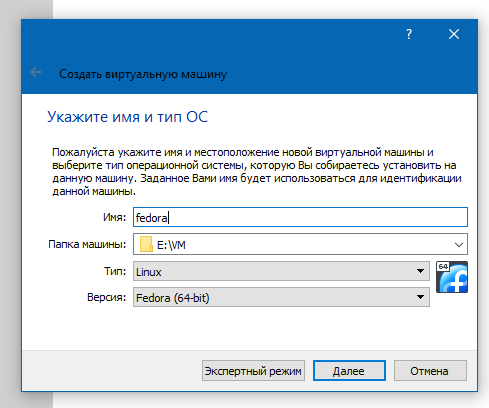 ?
Создать виртуальную машину
Укажите имя и тип ОС
Пожалуйста укажите имя и местоположение новой виртуальной машины и
выберите тип операционной системы, которую Вы собираетесь установить на
данную машину. Заданное Вами имя будет использоваться для идентификации
данной машины.
Имя: fedora
Папка машины: E:\VM
Тип: Linux
64
Версия: Fedora (64-bit)
Экспертный режим Далее Отмена